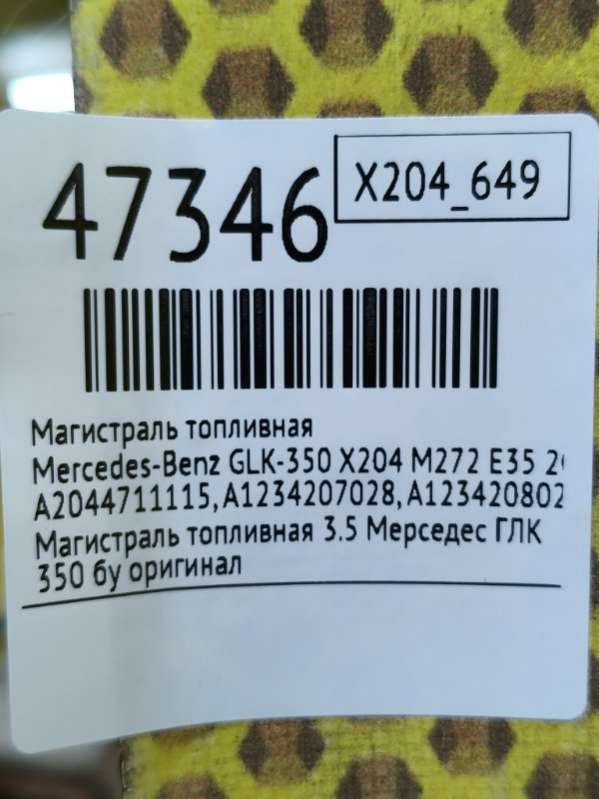 47346
X204_649
Магистраль топливная
Mercedes-Benz GLK-350 X204 M272 E35
A2044711115, A1234207028, A123420802
Магистраль топливная 3.5 Мерседес ГЛК
350 бу оригинал